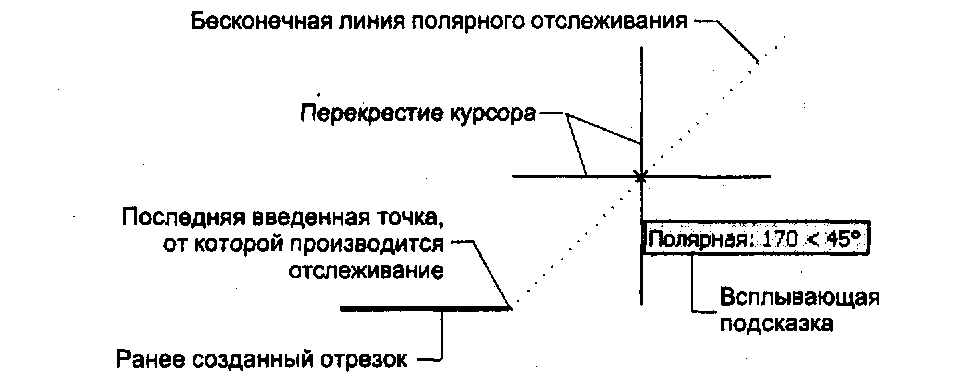 Бесконечная линия полярного отслеживания
Перекрестие курсора
Последняя введенная точка,
от которой производится
отслеживание
Полярная: 170 < 45°
Всплывающая
подсказка
Ранее созданный отрезок